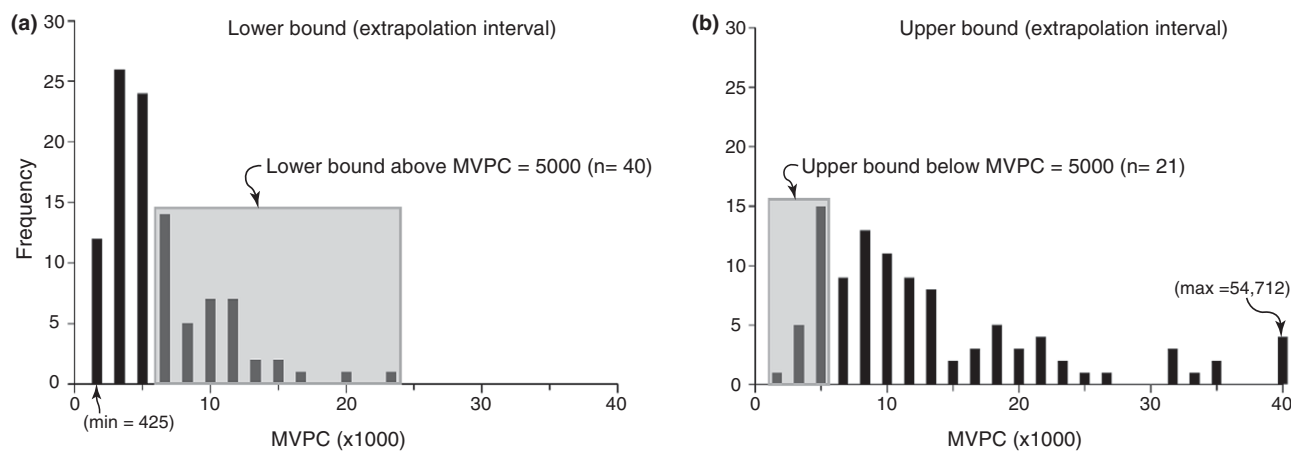 (a)
Lower bound (extrapolation interval)
30
25
20
15
10
5
0
Frequency
Lower bound above MVPC = 5000 (n= 40)
0
10
20
30
40
(min = 425)
MVPC (x1000)
(b)
Upper bound (extrapolation interval)
30
25
20
15
10
5
0
Upper bound below MVPC = 5000 (n= 21)
(max =54,712)
0
10
20
30
40
MVPC (x1000)